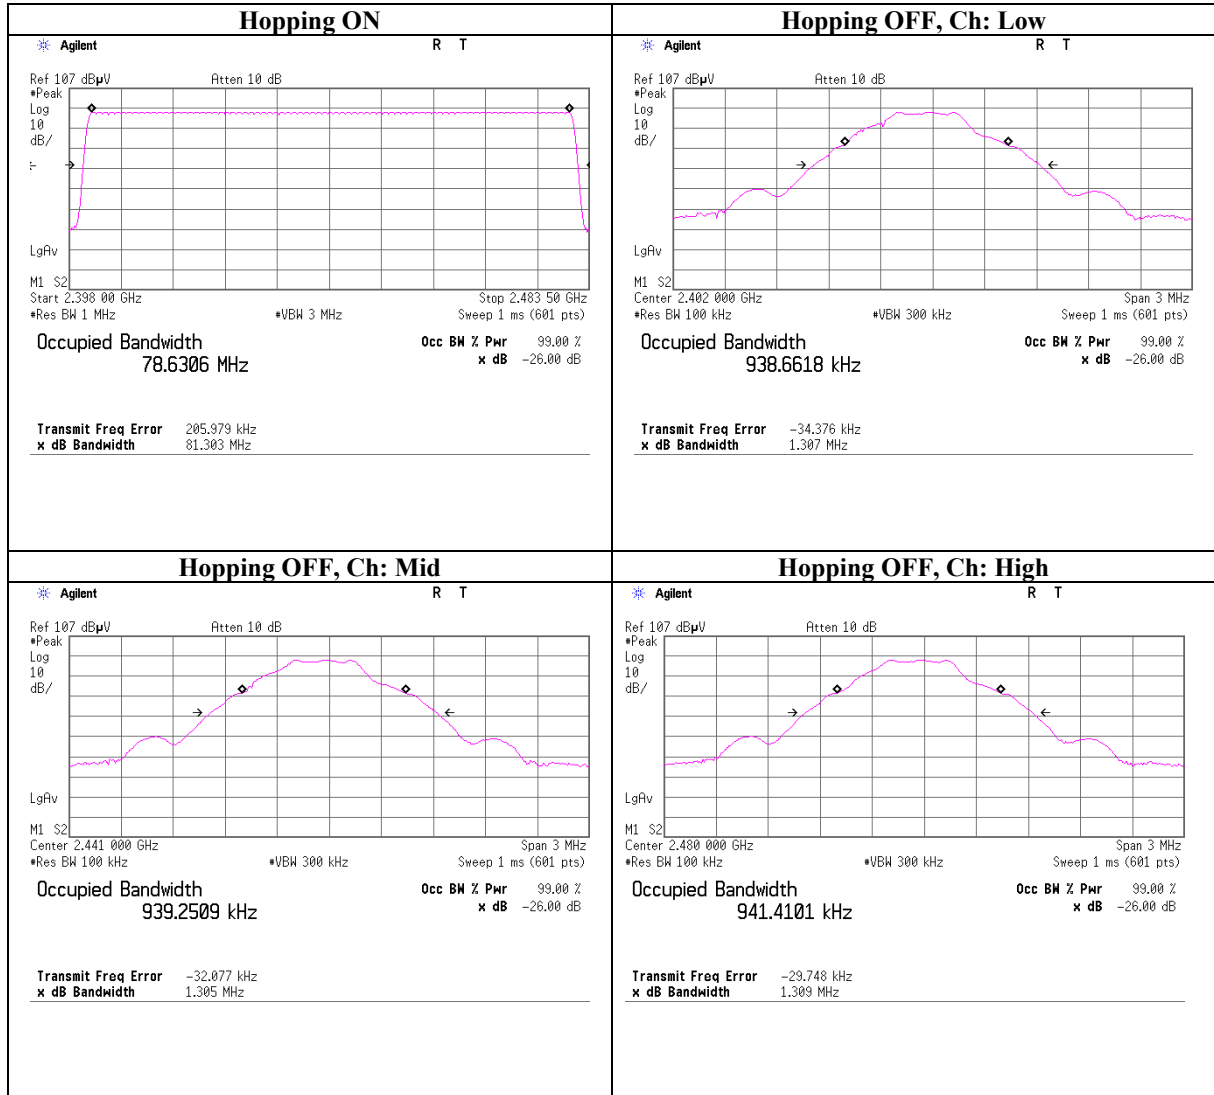 Hopping ON
Agilent
R T
Ref 107 dBµV Atten 10 dB
#Peak
Log
10
dB/
LgAv
M1 S2
Start 2.398 00 GHz Stop 2.483 50 GHz
#Res BW 1 MHz #VBW 3 MHz Sweep 1 ms (601 pts)
Occupied Bandwidth Occ BW % Pwr 99.00 %
78.6306 MHz x dB -26.00 dB
Transmit Freq Error 205.979 kHz
x dB Bandwidth 81.303 MHz
Hopping OFF, Ch: Low
Agilent
R T
Ref 107 dBµV Atten 10 dB
#Peak
Log
10
dB/
LgAv
M1 S2
Center 2.402 000 GHz Span 3 MHz
#Res BW 100 kHz #VBW 300 kHz Sweep 1 ms (601 pts)
Occupied Bandwidth Occ BW % Pwr 99.00 %
938.6618 kHz x dB -26.00 dB
Transmit Freq Error -34.376 kHz
x dB Bandwidth 1.307 MHz
Hopping OFF, Ch: Mid
Agilent
R T
Ref 107 dBµV Atten 10 dB
#Peak
Log
10
dB/
LgAv
M1 S2
Center 2.441 000 GHz Span 3 MHz
#Res BW 100 kHz #VBW 300 kHz Sweep 1 ms (601 pts)
Occupied Bandwidth Occ BW % Pwr 99.00 %
939.2509 kHz x dB -26.00 dB
Transmit Freq Error -32.077 kHz
x dB Bandwidth 1.305 MHz
Hopping OFF, Ch: High
Agilent
R T
Ref 107 dBµV Atten 10 dB
#Peak
Log
10
dB/
LgAv
M1 S2
Center 2.480 000 GHz Span 3 MHz
#Res BW 100 kHz #VBW 300 kHz Sweep 1 ms (601 pts)
Occupied Bandwidth Occ BW % Pwr 99.00 %
941.4101 kHz x dB -26.00 dB
Transmit Freq Error -29.748 kHz
x dB Bandwidth 1.309 MHz